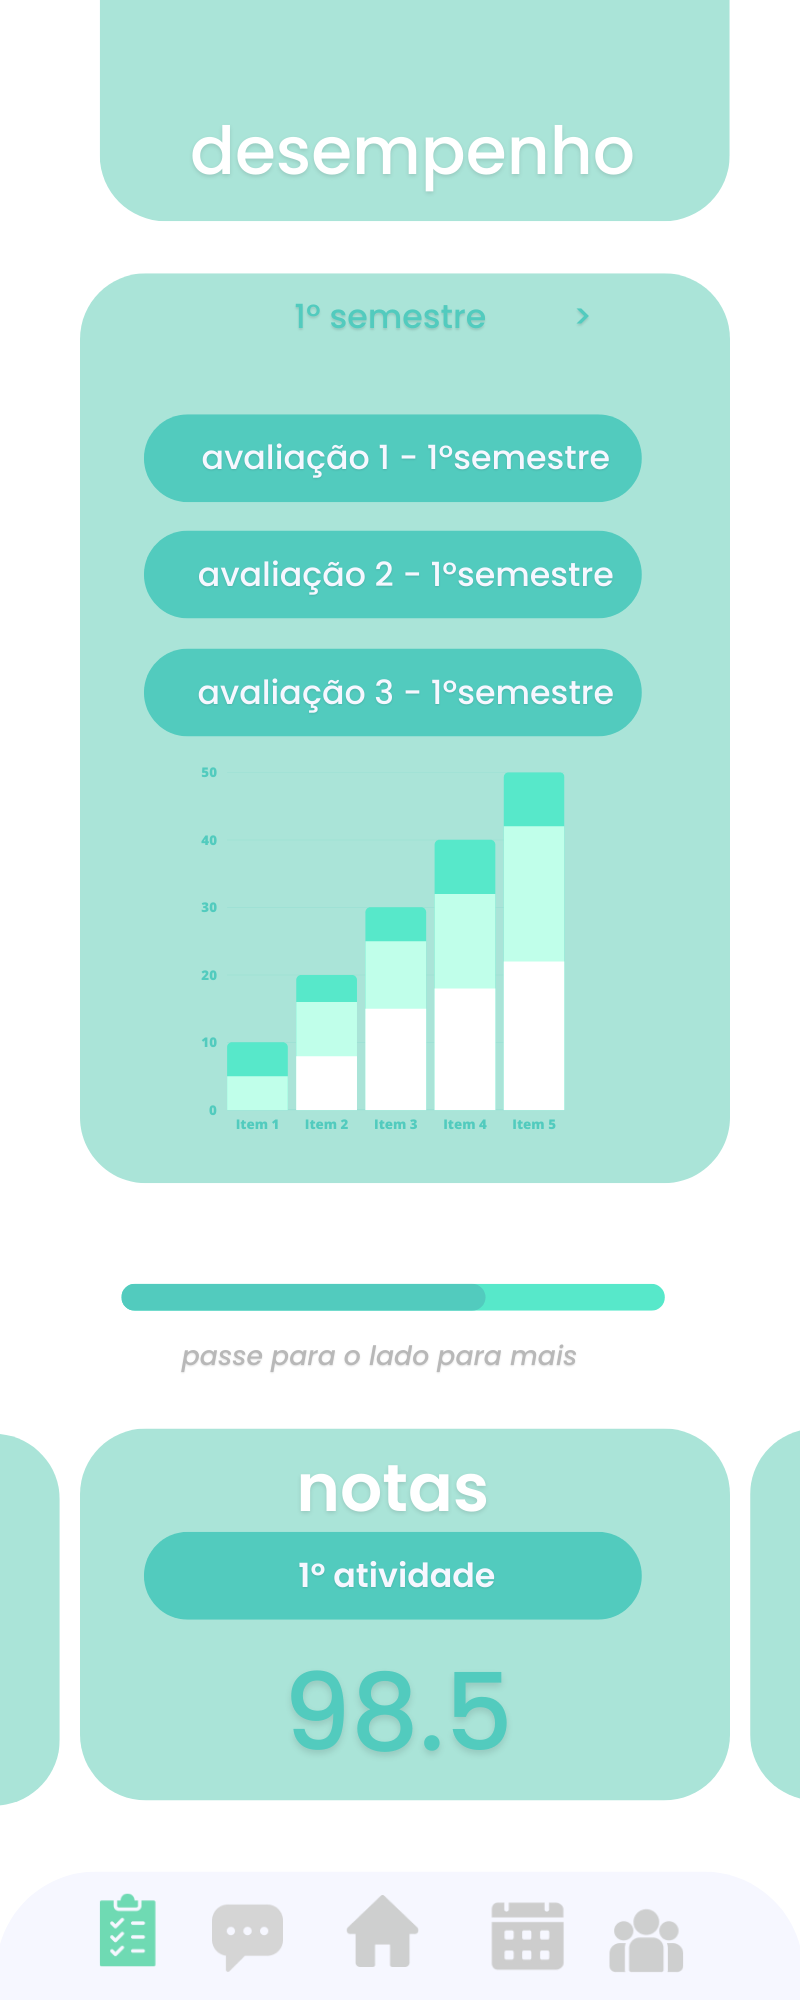 desempenho
1º semestre >
avaliação 1 - 1ºsemestre
avaliação 2 - 1ºsemestre
avaliação 3 - 1ºsemestre
50
40
30
20
10
0
Item 1 Item 2 Item 3 Item 4 Item 5
passe para o lado para mais
notas
1º atividade
98.5